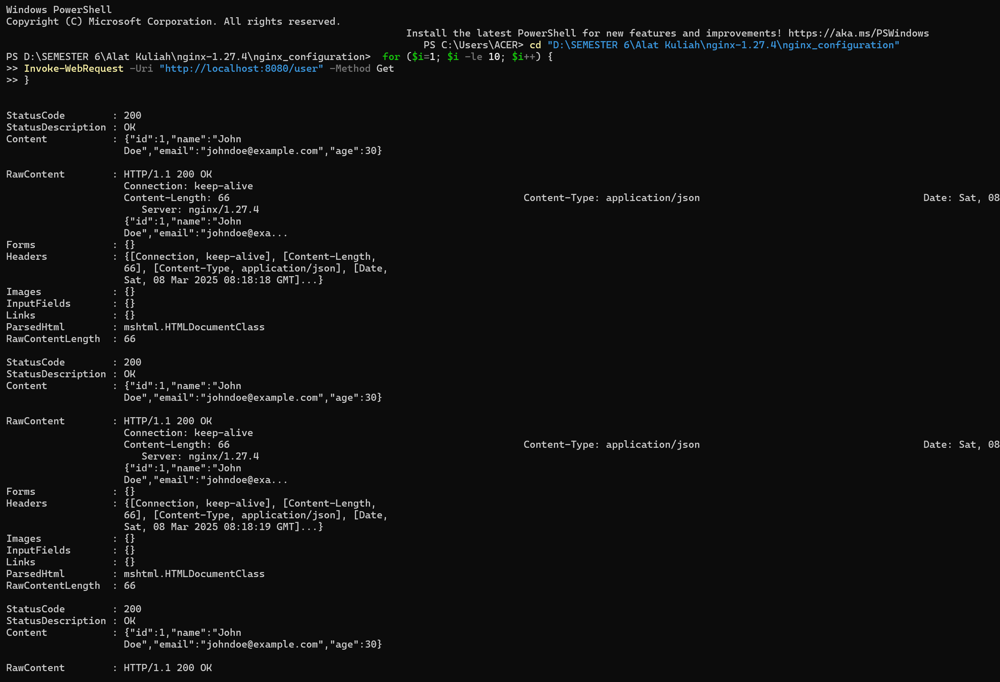 Windows PowerShell
Copyright (C) Microsoft Corporation. All rights reserved.
Install the latest PowerShell for new features and improvements! https://aka.ms/PSWindows
PS C:\Users\ACER> cd "D:\SEMESTER 6\Alat Kuliah\nginx-1.27.4\nginx_configuration"
PS D:\SEMESTER 6\Alat Kuliah\nginx-1.27.4\nginx_configuration>  for ($i=1; $i -le 10; $i++) {
>> Invoke-WebRequest -Uri "http://localhost:8080/user" -Method Get
>> }
StatusCode        : 200
StatusDescription : OK
Content           : {"id":1,"name":"John
Doe","email":"johndoe@example.com","age":30}
RawContent        : HTTP/1.1 200 OK
Connection: keep-alive
Content-Length: 66 Content-Type: application/json Date: Sat, 08
Server: nginx/1.27.4
{"id":1,"name":"John
Doe","email":"johndoe@exa...
Forms             : {}
Headers           : {[Connection, keep-alive], [Content-Length,
66], [Content-Type, application/json], [Date,
Sat, 08 Mar 2025 08:18:18 GMT]...}
Images            : {}
InputFields       : {}
Links             : {}
ParsedHtml        : mshtml.HTMLDocumentClass
RawContentLength  : 66
StatusCode        : 200
StatusDescription : OK
Content           : {"id":1,"name":"John
Doe","email":"johndoe@example.com","age":30}
RawContent        : HTTP/1.1 200 OK
Connection: keep-alive
Content-Length: 66 Content-Type: application/json Date: Sat, 08
Server: nginx/1.27.4
{"id":1,"name":"John
Doe","email":"johndoe@exa...
Forms             : {}
Headers           : {[Connection, keep-alive], [Content-Length,
66], [Content-Type, application/json], [Date,
Sat, 08 Mar 2025 08:18:19 GMT]...}
Images            : {}
InputFields       : {}
Links             : {}
ParsedHtml        : mshtml.HTMLDocumentClass
RawContentLength  : 66
StatusCode        : 200
StatusDescription : OK
Content           : {"id":1,"name":"John
Doe","email":"johndoe@example.com","age":30}
RawContent        : HTTP/1.1 200 OK